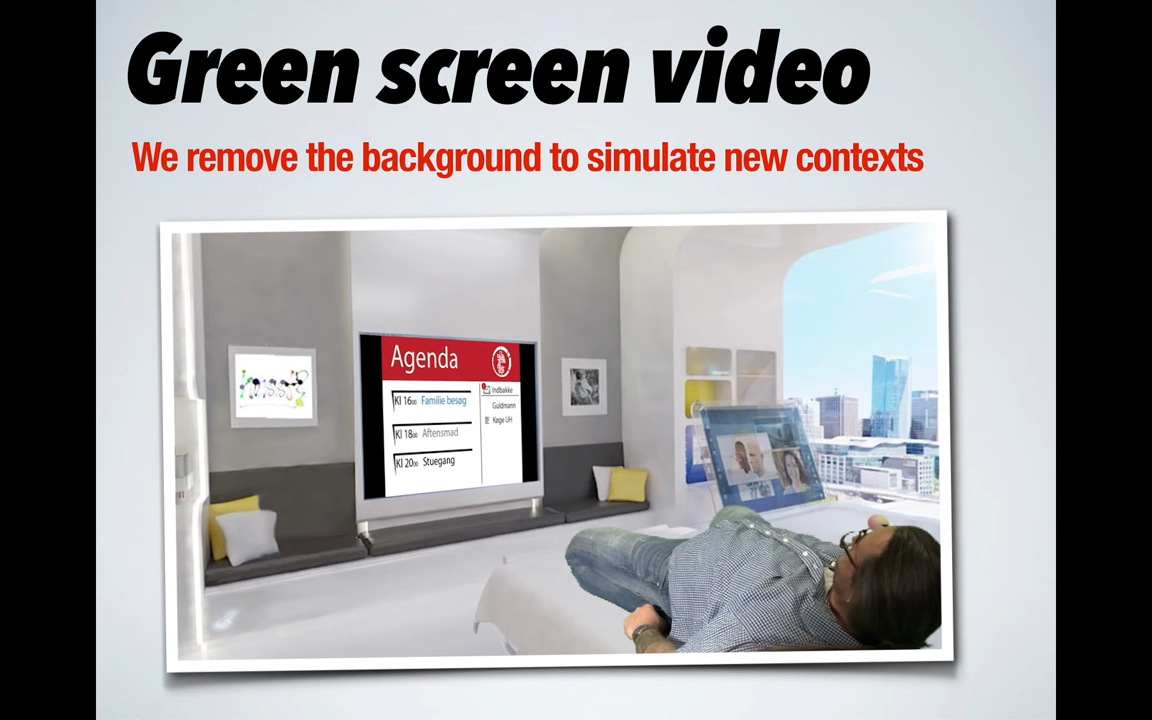 Green screen video
We remove the background to simulate new contexts
Agenda
Kl 16:00 Familie besøg
Kl 18:00 Aftensmad
Kl 20:00 Stuegang
Indbakke
Guldmann
Køge UH